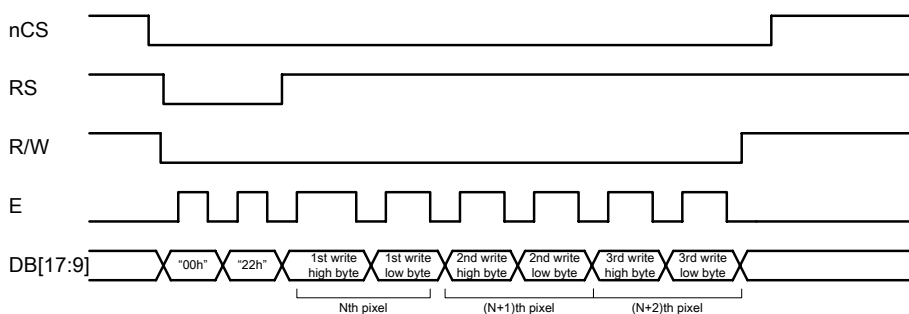 nCS
RS
R/W
E
DB[17:9]
“00h”
“22h”
1st write
high byte
1st write
low byte
2nd write
high byte
2nd write
low byte
3rd write
high byte
3rd write
low byte
Nth pixel
(N+1)th pixel
(N+2)th pixel